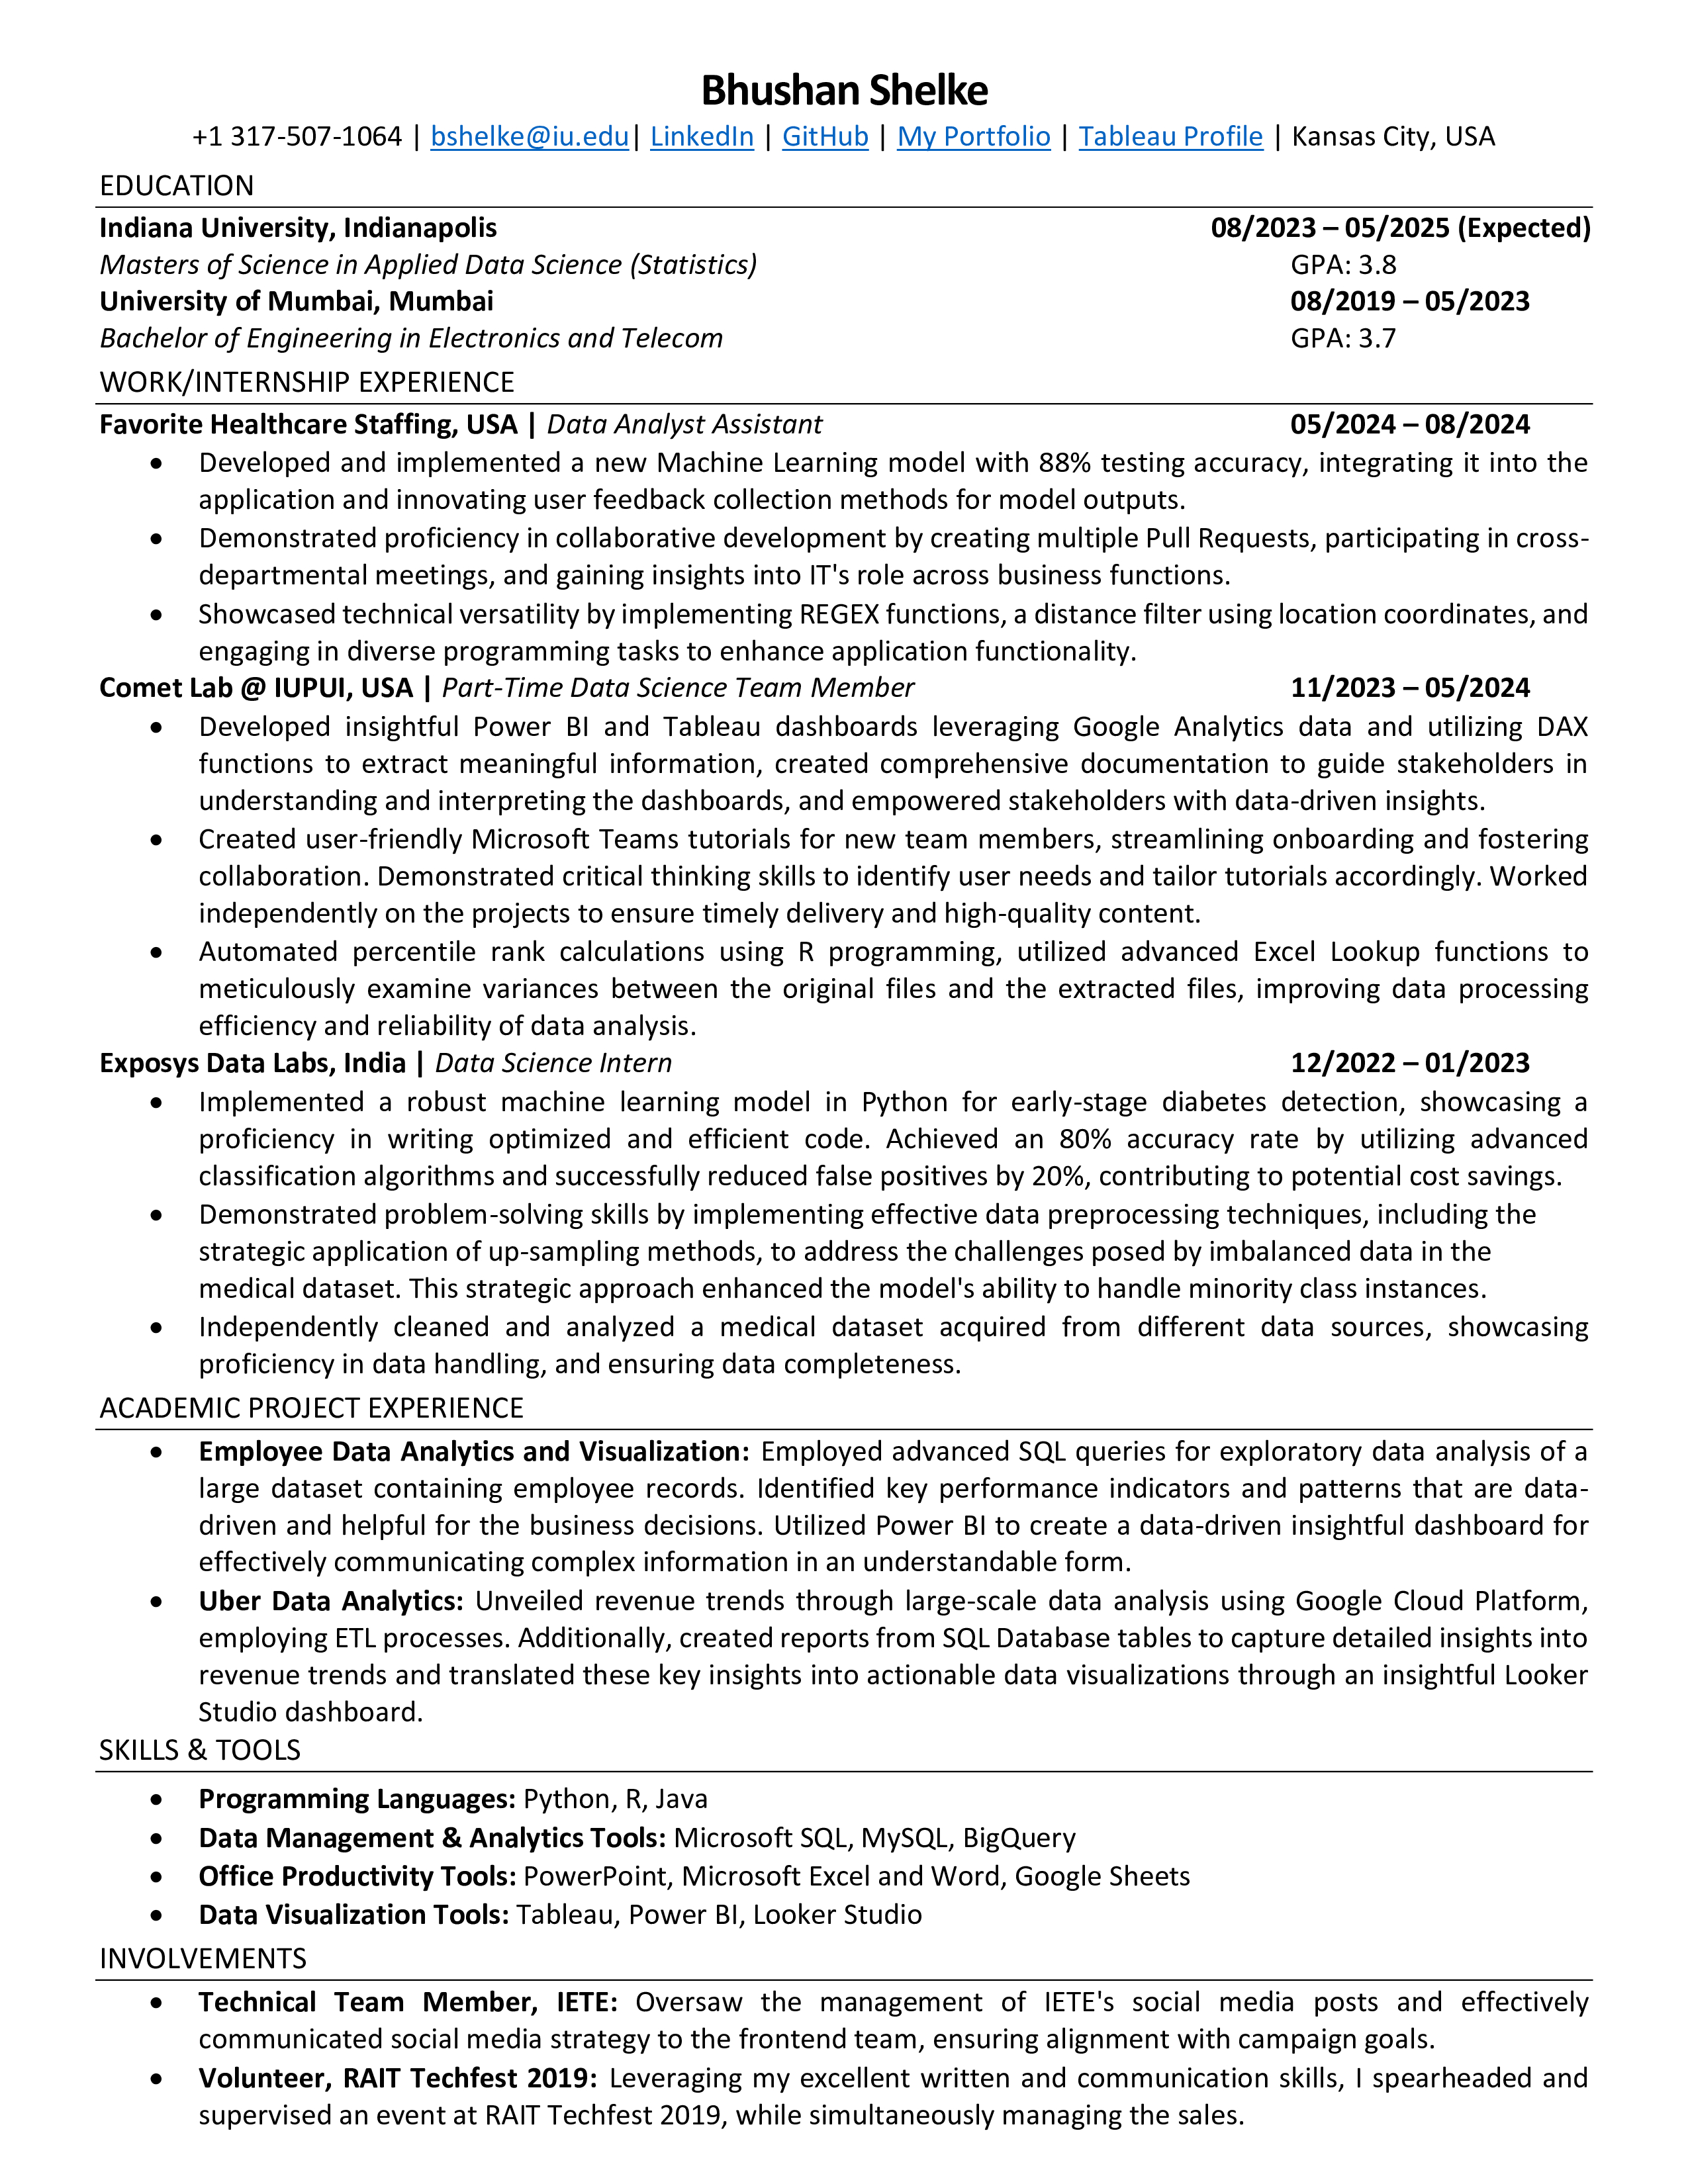 Bhushan Shelke
+1 317-507-1064 | bshelke@iu.edu| LinkedIn | GitHub | My Portfolio | Tableau Profile | Kansas City, USA
EDUCATION
Indiana University, Indianapolis 08/2023 – 05/2025 (Expected)
Masters of Science in Applied Data Science (Statistics) GPA: 3.8
University of Mumbai, Mumbai 08/2019 – 05/2023
Bachelor of Engineering in Electronics and Telecom GPA: 3.7
WORK/INTERNSHIP EXPERIENCE
Favorite Healthcare Staffing, USA | Data Analyst Assistant 05/2024 – 08/2024
• Developed and implemented a new Machine Learning model with 88% testing accuracy, integrating it into the
application and innovating user feedback collection methods for model outputs.
• Demonstrated proficiency in collaborative development by creating multiple Pull Requests, participating in cross-
departmental meetings, and gaining insights into IT's role across business functions.
• Showcased technical versatility by implementing REGEX functions, a distance filter using location coordinates, and
engaging in diverse programming tasks to enhance application functionality.
Comet Lab @ IUPUI, USA | Part-Time Data Science Team Member 11/2023 – 05/2024
• Developed insightful Power BI and Tableau dashboards leveraging Google Analytics data and utilizing DAX
functions to extract meaningful information, created comprehensive documentation to guide stakeholders in
understanding and interpreting the dashboards, and empowered stakeholders with data-driven insights.
• Created user-friendly Microsoft Teams tutorials for new team members, streamlining onboarding and fostering
collaboration. Demonstrated critical thinking skills to identify user needs and tailor tutorials accordingly. Worked
independently on the projects to ensure timely delivery and high-quality content.
• Automated percentile rank calculations using R programming, utilized advanced Excel Lookup functions to
meticulously examine variances between the original files and the extracted files, improving data processing
efficiency and reliability of data analysis.
Exposys Data Labs, India | Data Science Intern 12/2022 – 01/2023
• Implemented a robust machine learning model in Python for early-stage diabetes detection, showcasing a
proficiency in writing optimized and efficient code. Achieved an 80% accuracy rate by utilizing advanced
classification algorithms and successfully reduced false positives by 20%, contributing to potential cost savings.
• Demonstrated problem-solving skills by implementing effective data preprocessing techniques, including the
strategic application of up-sampling methods, to address the challenges posed by imbalanced data in the
medical dataset. This strategic approach enhanced the model's ability to handle minority class instances.
• Independently cleaned and analyzed a medical dataset acquired from different data sources, showcasing
proficiency in data handling, and ensuring data completeness.
ACADEMIC PROJECT EXPERIENCE
• Employee Data Analytics and Visualization: Employed advanced SQL queries for exploratory data analysis of a
large dataset containing employee records. Identified key performance indicators and patterns that are data-
driven and helpful for the business decisions. Utilized Power BI to create a data-driven insightful dashboard for
effectively communicating complex information in an understandable form.
• Uber Data Analytics: Unveiled revenue trends through large-scale data analysis using Google Cloud Platform,
employing ETL processes. Additionally, created reports from SQL Database tables to capture detailed insights into
revenue trends and translated these key insights into actionable data visualizations through an insightful Looker
Studio dashboard.
SKILLS & TOOLS
• Programming Languages: Python, R, Java
• Data Management & Analytics Tools: Microsoft SQL, MySQL, BigQuery
• Office Productivity Tools: PowerPoint, Microsoft Excel and Word, Google Sheets
• Data Visualization Tools: Tableau, Power BI, Looker Studio
INVOLVEMENTS
• Technical Team Member, IETE: Oversaw the management of IETE's social media posts and effectively
communicated social media strategy to the frontend team, ensuring alignment with campaign goals.
• Volunteer, RAIT Techfest 2019: Leveraging my excellent written and communication skills, I spearheaded and
supervised an event at RAIT Techfest 2019, while simultaneously managing the sales.